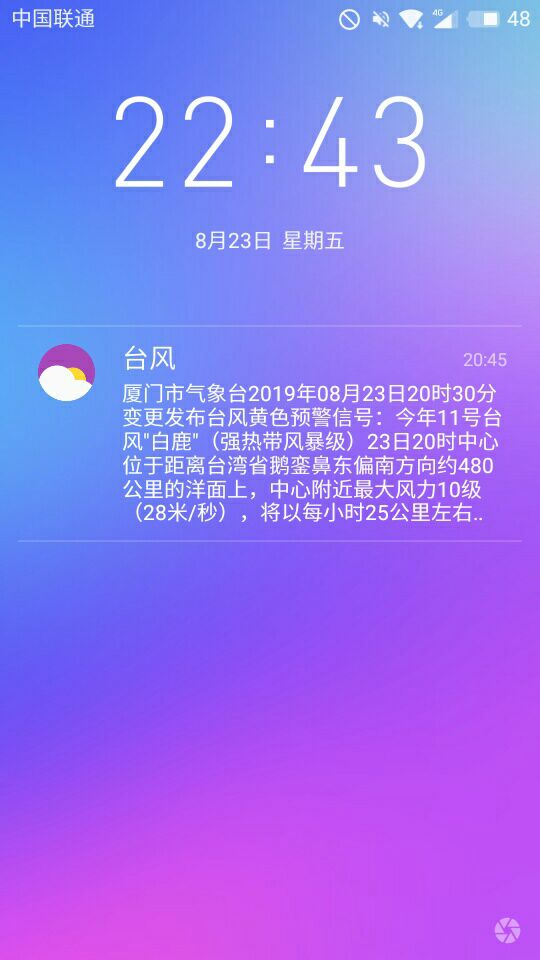 中国联通
4G
48
22:43
8月23日 星期五
台风
20:45
厦门市气象台2019年08月23日20时30分
变更发布台风黄色预警信号：今年11号台
风"白鹿"（强热带风暴级）23日20时中心
位于距离台湾省鹅銮鼻东偏南方向约480
公里的洋面上，中心附近最大风力10级
（28米/秒），将以每小时25公里左右..